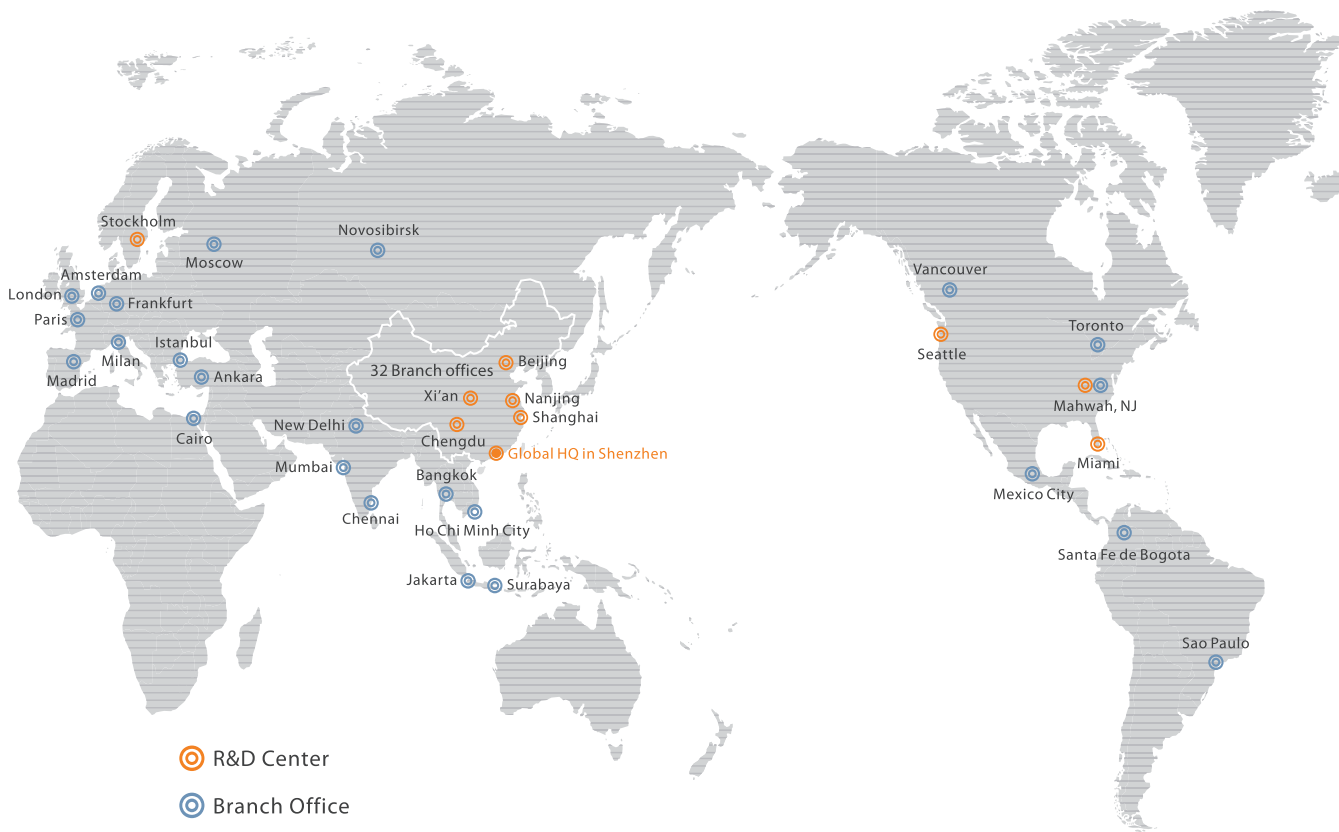 Stockholm
Novosibirsk
Moscow
Vancouver
Amsterdam
London
Frankfurt
Paris
Toronto
Istanbul
Milan
Seattle
Beijing
32 Branch offices
Madrid
Ankara
Xi'an
Nanjing
Mahwah, NJ
Shanghai
New Delhi
Cairo
Chengdu
Global HQ in Shenzhen
Miami
Mumbai
Bangkok
Mexico City
Chennai
Ho Chi Minh City
Santa Fe de Bogota
Jakarta
Surabaya
Sao Paulo
R&D Center
Branch Office